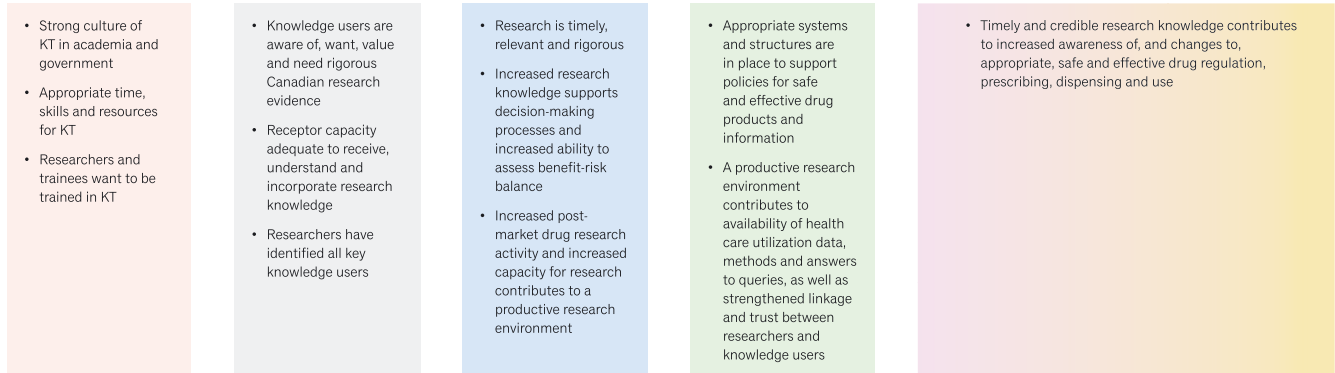 • Strong culture of
KT in academia and
government
• Appropriate time,
skills and resources
for KT
• Researchers and
trainees want to be
trained in KT
• Knowledge users are
aware of, want, value
and need rigorous
Canadian research
evidence
• Receptor capacity
adequate to receive,
understand and
incorporate research
knowledge
• Researchers have
identified all key
knowledge users
• Research is timely,
relevant and rigorous
• Increased research
knowledge supports
decision-making
processes and
increased ability to
assess benefit-risk
balance
• Increased post-
market drug research
activity and increased
capacity for research
contributes to a
productive research
environment
• Appropriate systems
and structures are
in place to support
policies for safe
and effective drug
products and
information
• A productive research
environment
contributes to
availability of health
care utilization data,
methods and answers
to queries, as well as
strengthened linkage
and trust between
researchers and
knowledge users
• Timely and credible research knowledge contributes
to increased awareness of, and changes to,
appropriate, safe and effective drug regulation,
prescribing, dispensing and use